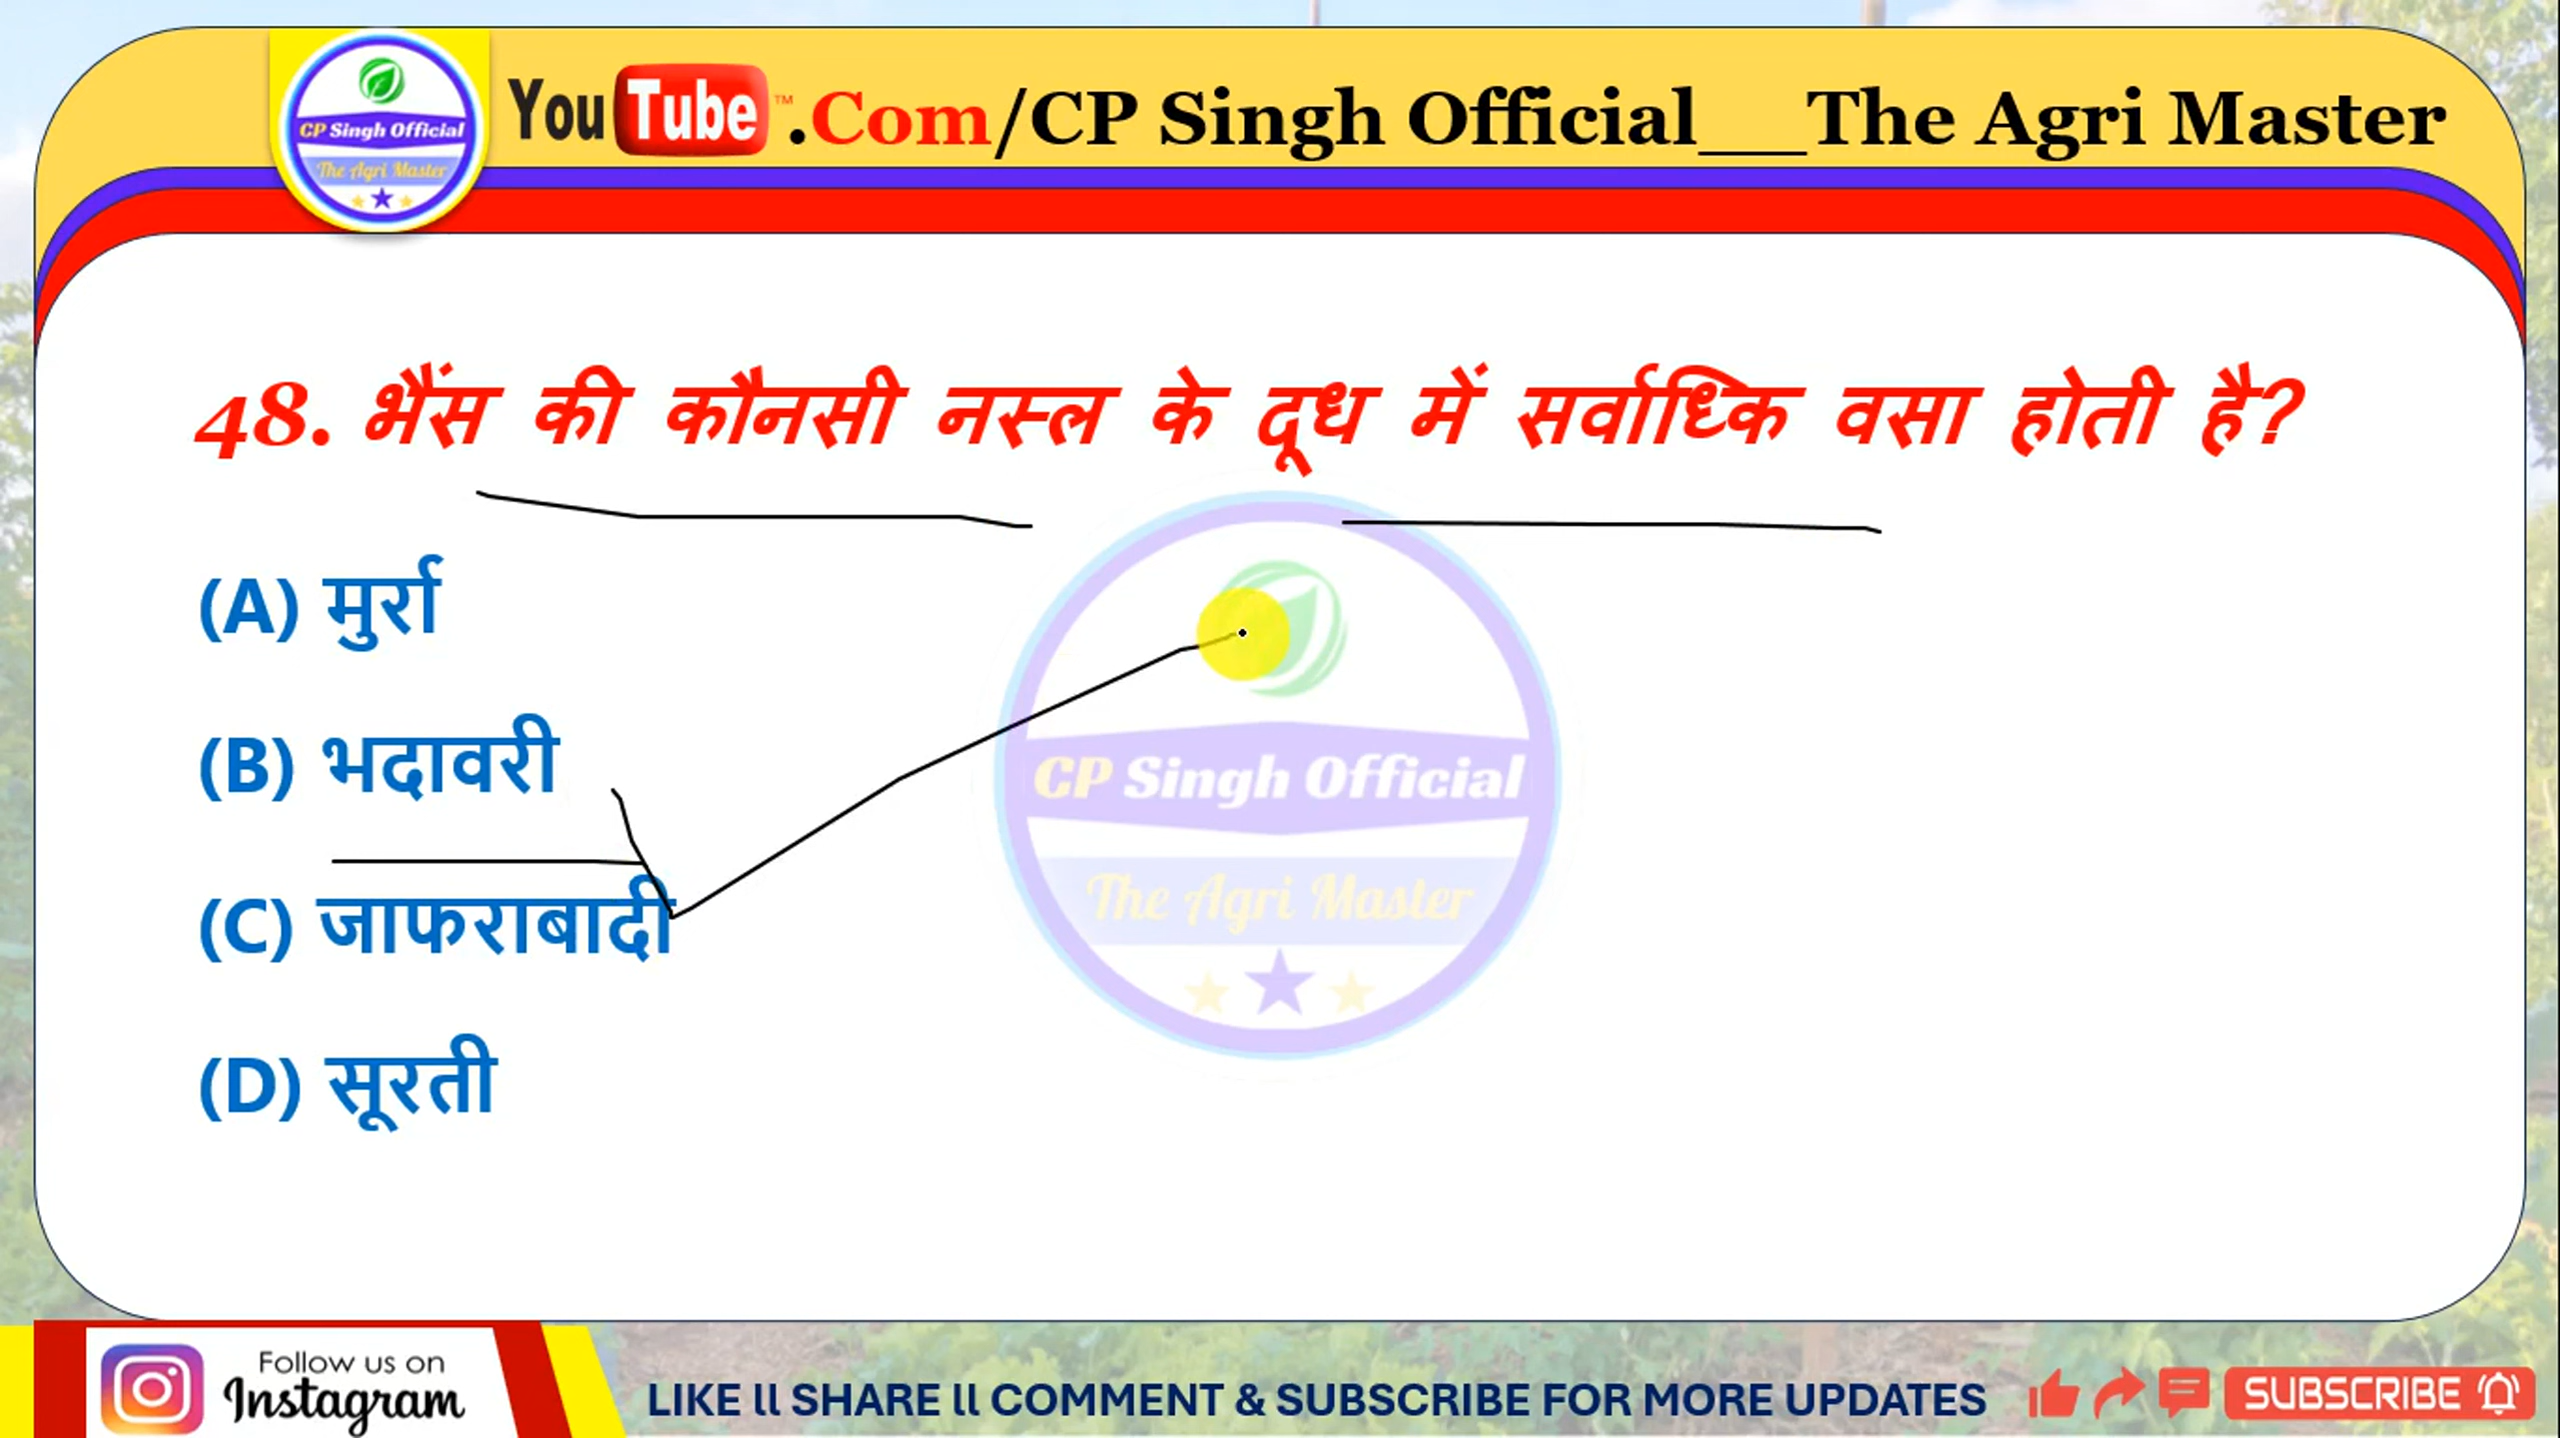 CP Singh Official
The Agri Master
YouTube™.Com/CP Singh Official___The Agri Master
48. भैंस की कौनसी नस्ल के दूध में सर्वाध्कि वसा होती है?
(A) मुर्रा
(B) भदावरी
(C) जाफराबादी
(D) सूरती
CP Singh Official
The Agri Master
Follow us on
Instagram
LIKE ll SHARE ll COMMENT & SUBSCRIBE FOR MORE UPDATES
SUBSCRIBE